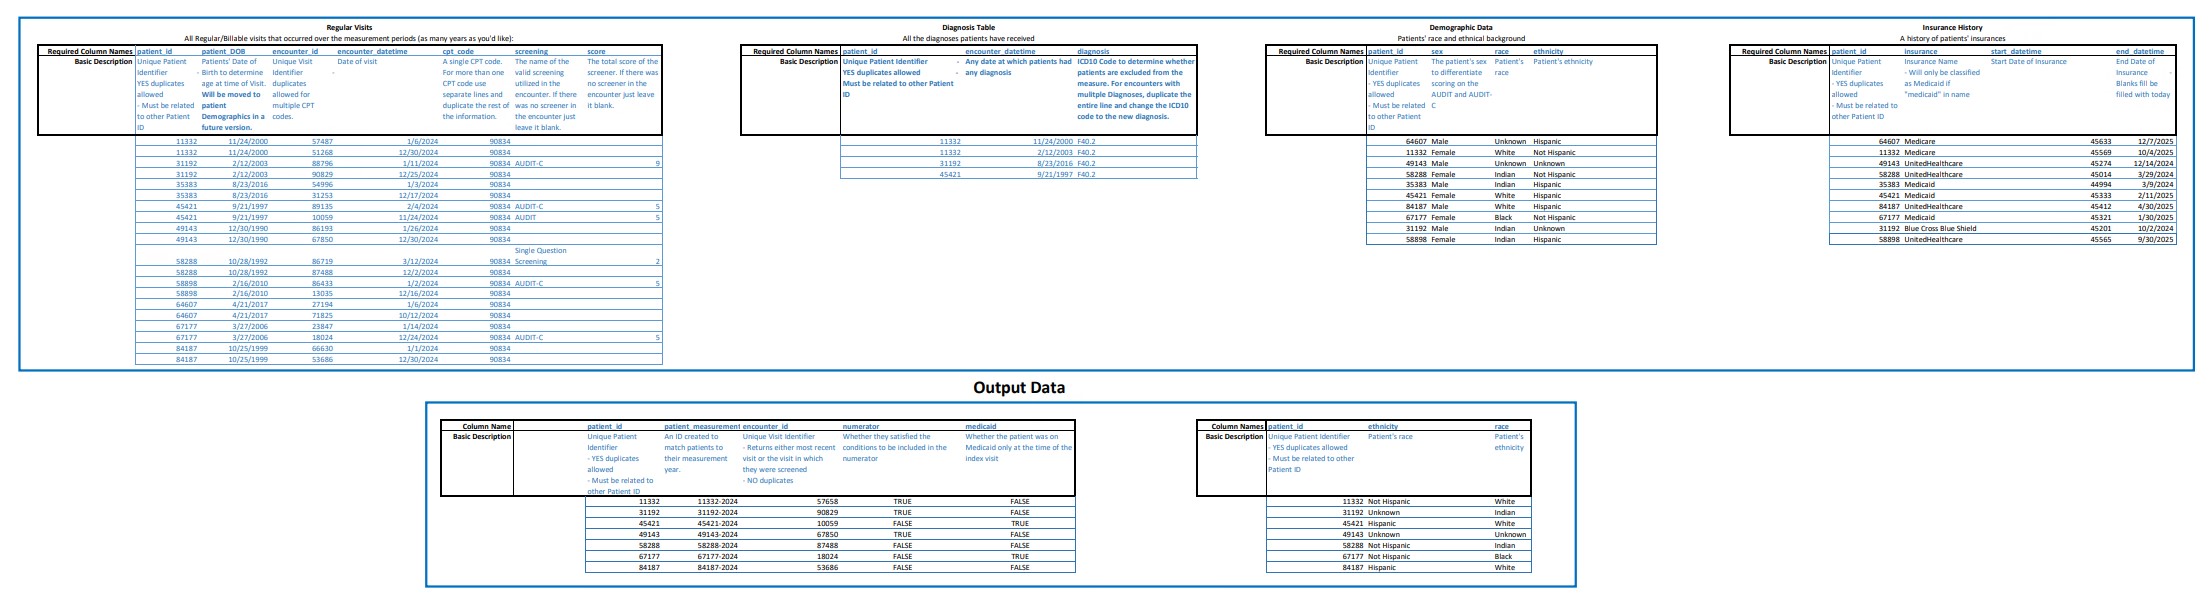 Regular Visits
All Regular/Billable visits that occurred over the measurement periods (as many years as you'd like):
Required Column Names patient_id patient_DOB encounter_id encounter_datetime cpt_code screening score
Basic Description Unique Patient Patients' Date of Unique Visit Date of visit A single CPT code. The name of the The total score of the
Identifier - Birth to determine Identifier - For more than one valid screening screener. If there was
YES duplicates age at time of Visit. duplicates CPT code use utilized in the no screener in the
allowed Will be moved to allowed for separate lines and encounter. If there encounter just leave
- Must be related patient multiple CPT duplicate the rest of was no screener in it blank.
to other Patient Demographics in a codes. the information. the encounter just
ID future version. leave it blank.
11332 11/24/2000 57487 1/6/2024 90834
11332 11/24/2000 51268 12/30/2024 90834
31192 2/12/2003 88796 1/11/2024 90834 AUDIT-C 9
31192 2/12/2003 90829 12/25/2024 90834
35383 8/23/2016 54996 1/3/2024 90834
35383 8/23/2016 31253 12/17/2024 90834
45421 9/21/1997 89135 2/4/2024 90834 AUDIT-C 5
45421 9/21/1997 10059 11/24/2024 90834 AUDIT 5
49143 12/30/1990 86193 1/26/2024 90834
49143 12/30/1990 67850 12/30/2024 90834
Single Question
58288 10/28/1992 86719 3/12/2024 90834 Screening 2
58288 10/28/1992 87488 12/2/2024 90834
58898 2/16/2010 86433 1/2/2024 90834 AUDIT-C 5
58898 2/16/2010 13035 12/16/2024 90834
64607 4/21/2017 27194 1/6/2024 90834
64607 4/21/2017 71825 10/12/2024 90834
67177 3/27/2006 23847 1/14/2024 90834
67177 3/27/2006 18024 12/24/2024 90834 AUDIT-C 5
84187 10/25/1999 66630 1/1/2024 90834
84187 10/25/1999 53686 12/30/2024 90834
Diagnosis Table
All the diagnoses patients have received
Required Column Names patient_id encounter_datetime diagnosis
Basic Description Unique Patient Identifier - Any date at which patients had ICD10 Code to determine whether
YES duplicates allowed - any diagnosis patients are excluded from the
Must be related to other Patient measure. For encounters with
ID mulitple Diagnoses, duplicate the
entire line and change the ICD10
code to the new diagnosis.
11332 11/24/2000 F40.2
11332 2/12/2003 F40.2
31192 8/23/2016 F40.2
45421 9/21/1997 F40.2
Demographic Data
Patients' race and ethnical background
Required Column Names patient_id sex race ethnicity
Basic Description Unique Patient The patient's sex Patient's Patient's ethnicity
Identifier to differentiate race
- YES duplicates scoring on the
allowed AUDIT and AUDIT-
- Must be related C
to other Patient
ID
64607 Male Unknown Hispanic
11332 Female White Not Hispanic
49143 Male Unknown Unknown
58288 Female Indian Not Hispanic
35383 Male Indian Hispanic
45421 Female White Hispanic
84187 Male White Hispanic
67177 Female Black Not Hispanic
31192 Male Indian Unknown
58898 Female Indian Hispanic
Insurance History
A history of patients' insurances
Required Column Names patient_id insurance start_datetime end_datetime
Basic Description Unique Patient Insurance Name Start Date of Insurance End Date of
Identifier - Will only be classified Insurance -
- YES duplicates as Medicaid if Blanks fill be
allowed "medicaid" in name filled with today
- Must be related to
other Patient ID
64607 Medicare 45633 12/7/2025
11332 Medicare 45569 10/4/2025
49143 UnitedHealthcare 45274 12/14/2024
58288 UnitedHealthcare 45014 3/29/2024
35383 Medicaid 44994 3/9/2024
45421 Medicaid 45333 2/11/2025
84187 UnitedHealthcare 45412 4/30/2025
67177 Medicaid 45321 1/30/2025
31192 Blue Cross Blue Shield 45201 10/2/2024
58898 UnitedHealthcare 45565 9/30/2025
Output Data
Column Name patient_id patient_measurement encounter_id numerator medicaid
Basic Description Unique Patient An ID created to Unique Visit Identifier Whether they satisfied the Whether the patient was on
Identifier match patients to - Returns either most recent conditions to be included in the Medicaid only at the time of the
- YES duplicates their measurement visit or the visit in which numerator index visit
allowed year. they were screened
- Must be related to - NO duplicates
other Patient ID
11332 11332-2024 57658 TRUE FALSE
31192 31192-2024 90829 TRUE FALSE
45421 45421-2024 10059 FALSE TRUE
49143 49143-2024 67850 TRUE FALSE
58288 58288-2024 87488 FALSE FALSE
67177 67177-2024 18024 FALSE TRUE
84187 84187-2024 53686 FALSE FALSE
Column Names patient_id ethnicity race
Basic Description Unique Patient Identifier Patient's race Patient's
- YES duplicates allowed ethnicity
- Must be related to other
Patient ID
11332 Not Hispanic White
31192 Unknown Indian
45421 Hispanic White
49143 Unknown Unknown
58288 Not Hispanic Indian
67177 Not Hispanic Black
84187 Hispanic White